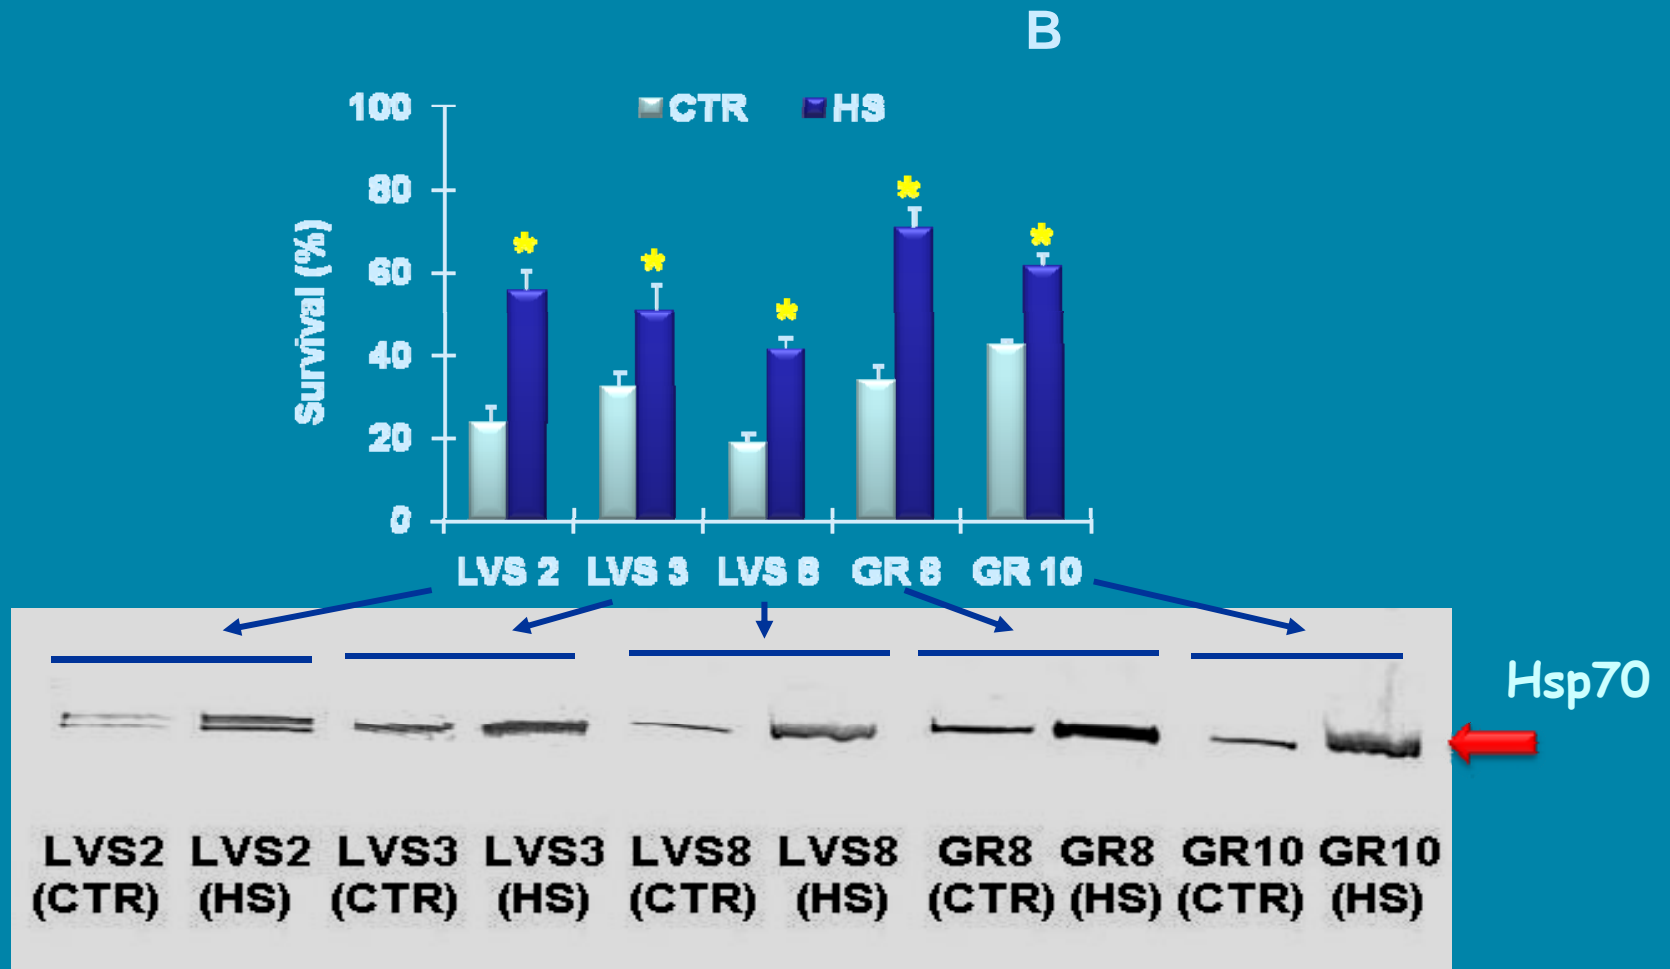 B
CTR HS
100
80
60
40
20
0
Survival (%)
* * * * *
LVS 2 LVS 3 LVS 8 GR 8 GR 10
Hsp70
LVS2 LVS2 LVS3 LVS3 LVS8 LVS8 GR8 GR8 GR10 GR10
(CTR) (HS) (CTR) (HS) (CTR) (HS) (CTR) (HS) (CTR) (HS)